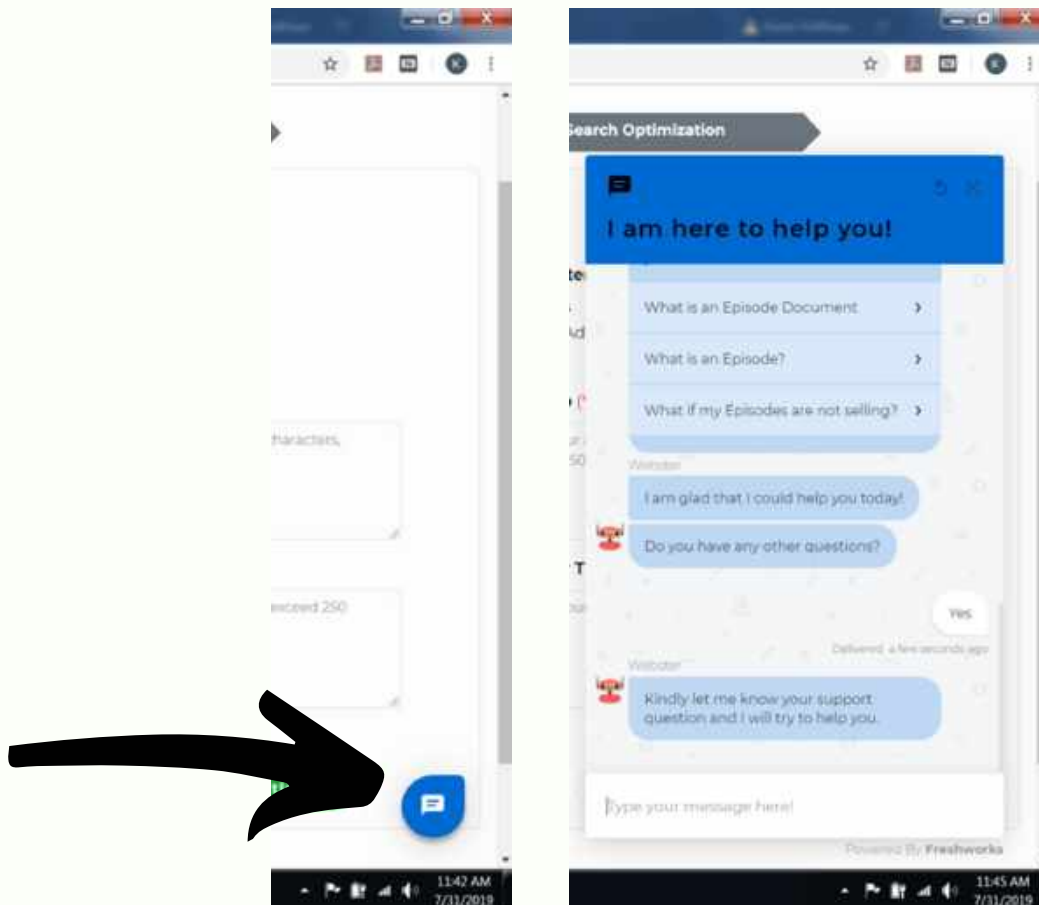 K
characters,
exceed 250
11:42 AM
7/31/2019
K
Search Optimization
I am here to help you!
What is an Episode Document
What is an Episode?
What if my Episodes are not selling?
Webster
I am glad that I could help you today!
Do you have any other questions?
Yes
Delivered a few seconds ago
Webster
Kindly let me know your support
question and I will try to help you.
Type your message here!
Powered By Freshworks
11:45 AM
7/31/2019